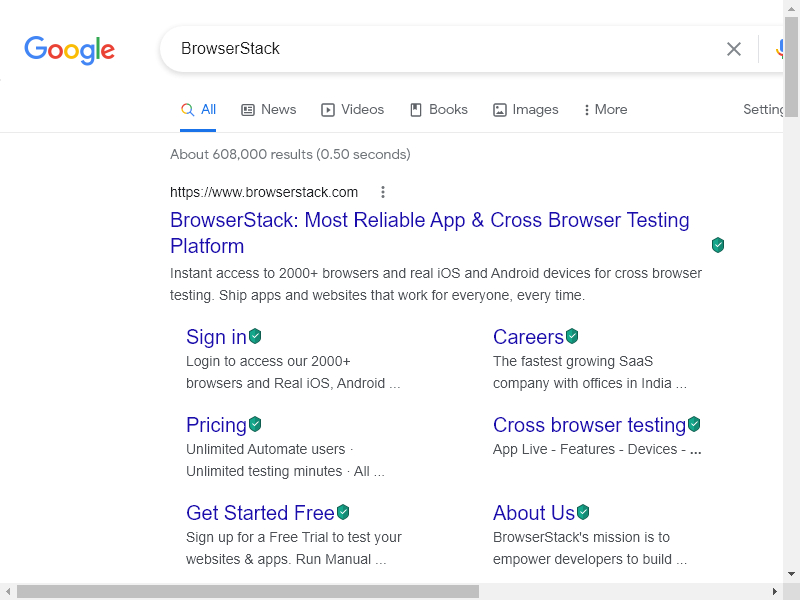 Google
BrowserStack
All News Videos Books Images More Setting
About 608,000 results (0.50 seconds)
https://www.browserstack.com
BrowserStack: Most Reliable App & Cross Browser Testing
Platform
Instant access to 2000+ browsers and real iOS and Android devices for cross browser
testing. Ship apps and websites that work for everyone, every time.
Sign in
Login to access our 2000+
browsers and Real iOS, Android ...
Careers
The fastest growing SaaS
company with offices in India ...
Pricing
Unlimited Automate users ·
Unlimited testing minutes · All ...
Cross browser testing
App Live - Features - Devices - ...
Get Started Free
Sign up for a Free Trial to test your
websites & apps. Run Manual ...
About Us
BrowserStack's mission is to
empower developers to build ...